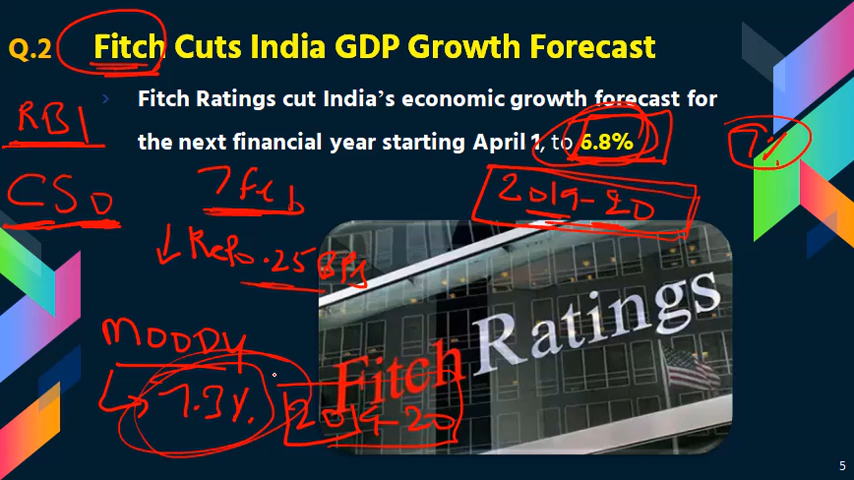 Q.2 Fitch Cuts India GDP Growth Forecast
Fitch Ratings cut India's economic growth forecast for
the next financial year starting April 1, to 6.8%
RBI
7%
CSO
7 Feb
2019-20
↓ Repo .25 BPs
MOODY
7.3%.
2019-20
Fitch Ratings
5